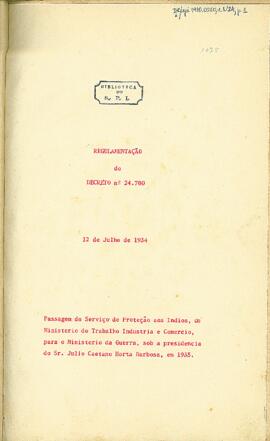 1035
BIBLIOTECA
DO
S. P. I.
REGULAMENTAÇÃO
do
DECRETO nº 24.700
12 de Julho de 1934
Passagem do Serviço de Proteção aos Indios, do
Ministerio do Trabalho Industria e Comercio,
para o Ministerio da Guerra, sob a presidencia
do Sr. Julio Caetano Horta Barbosa, em 1935.